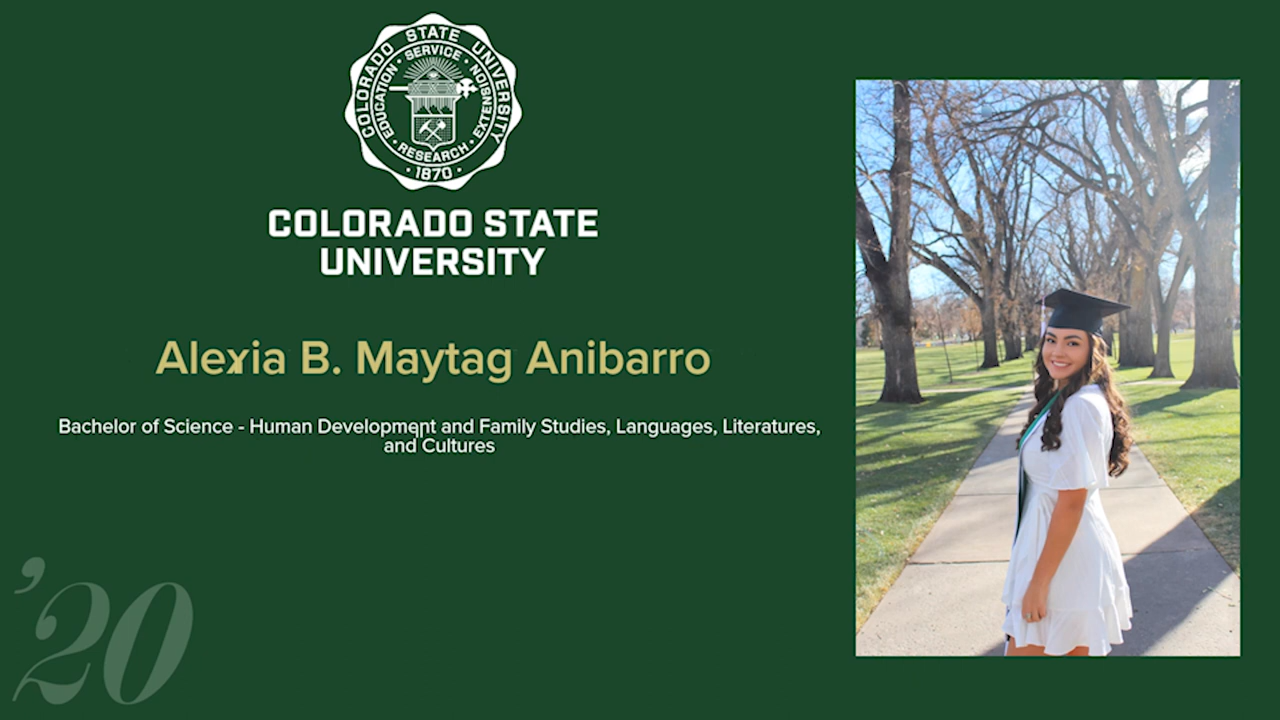 COLORADO STATE UNIVERSITY
EDUCATION • SERVICE • EXTENSION
• RESEARCH •
• 1870 •
COLORADO STATE
UNIVERSITY
Alexia B. Maytag Anibarro
Bachelor of Science - Human Development and Family Studies, Languages, Literatures,
and Cultures
’20